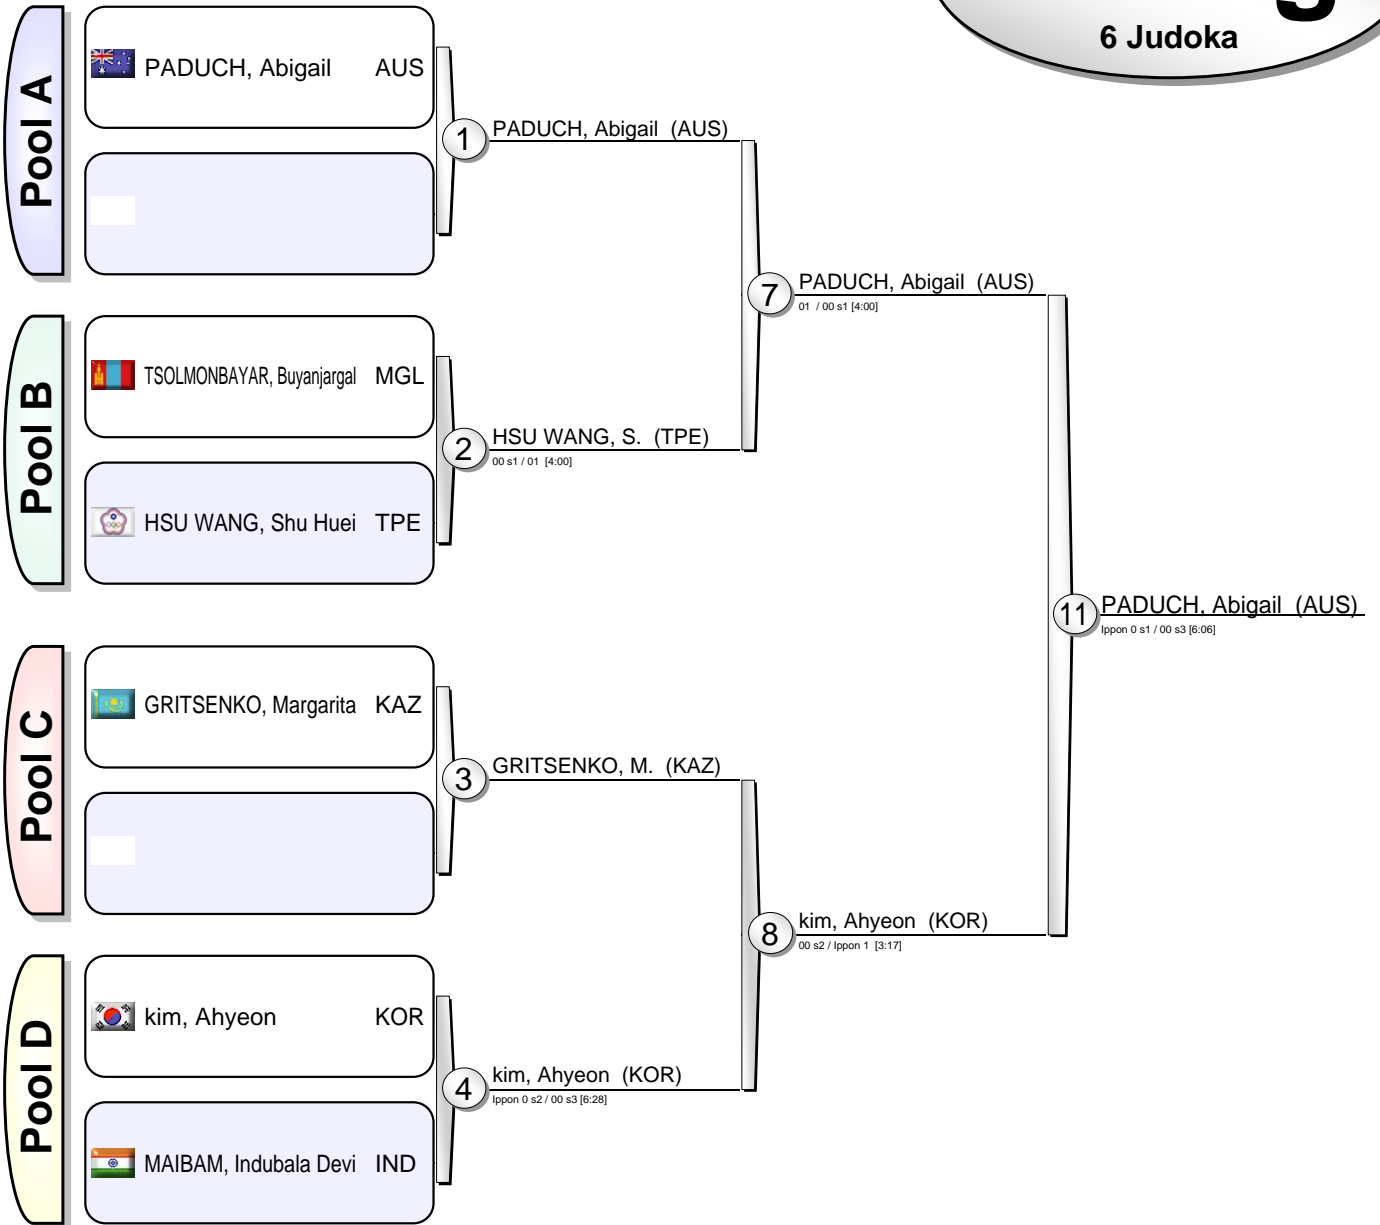 6 Judoka
Pool A
PADUCH, Abigail AUS
1
PADUCH, Abigail (AUS)
7
PADUCH, Abigail (AUS)
01 / 00 s1 [4:00]
Pool B
TSOLMONBAYAR, Buyanjargal MGL
2
HSU WANG, S. (TPE)
00 s1 / 01 [4:00]
HSU WANG, Shu Huei TPE
11
PADUCH, Abigail (AUS)
Ippon 0 s1 / 00 s3 [6:06]
Pool C
GRITSENKO, Margarita KAZ
3
GRITSENKO, M. (KAZ)
8
kim, Ahyeon (KOR)
00 s2 / Ippon 1 [3:17]
Pool D
kim, Ahyeon KOR
4
kim, Ahyeon (KOR)
Ippon 0 s2 / 00 s3 [6:28]
MAIBAM, Indubala Devi IND